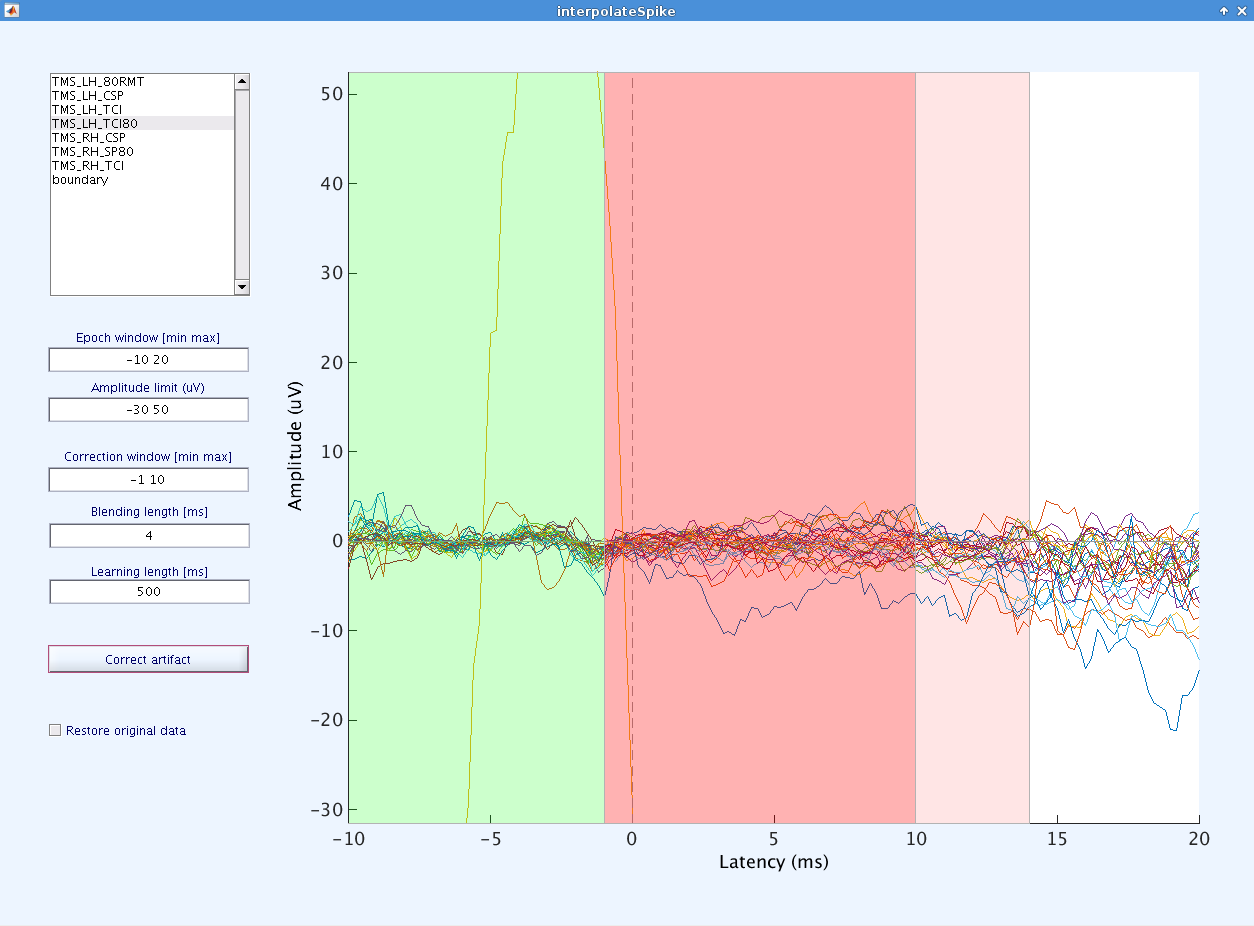 interpolateSpike
TMS_LH_80RMT
TMS_LH_CSP
TMS_LH_TCI
TMS_LH_TCI80
TMS_RH_CSP
TMS_RH_SP80
TMS_RH_TCI
boundary
Epoch window [min max]
-10 20
Amplitude limit (uV)
-30 50
Correction window [min max]
-1 10
Blending length [ms]
4
Learning length [ms]
500
Correct artifact
Restore original data
Amplitude (uV)
50
40
30
20
10
0
-10
-20
-30
-10 -5 0 5 10 15 20
Latency (ms)